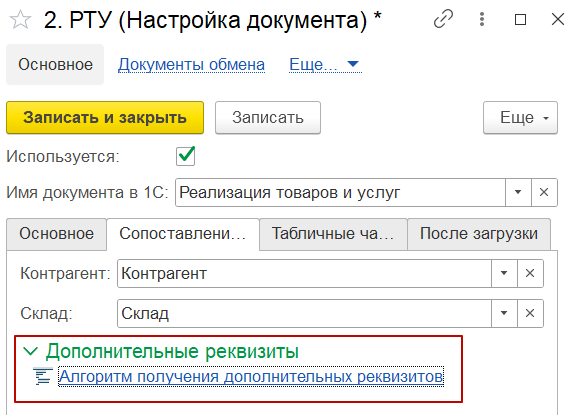 2. РТУ (Настройка документа) *
Основное Документы обмена Еще...
Записать и закрыть Записать Еще
Используется:
Имя документа в 1С: Реализация товаров и услуг
Основное Сопоставлени... Табличные ча... После загрузки
Контрагент: Контрагент
Склад: Склад
Дополнительные реквизиты
Алгоритм получения дополнительных реквизитов